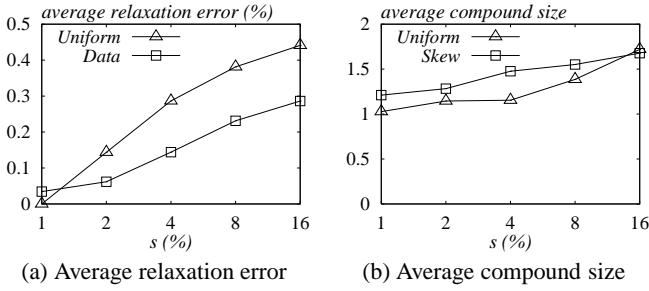 average relaxation error (%)
Uniform
Data
0.5
0.4
0.3
0.2
0.1
0
1 2 4 8 16
s (%)
(a) Average relaxation error
average compound size
Uniform
Skew
2
1.5
1
0.5
0
1 2 4 8 16
s (%)
(b) Average compound size